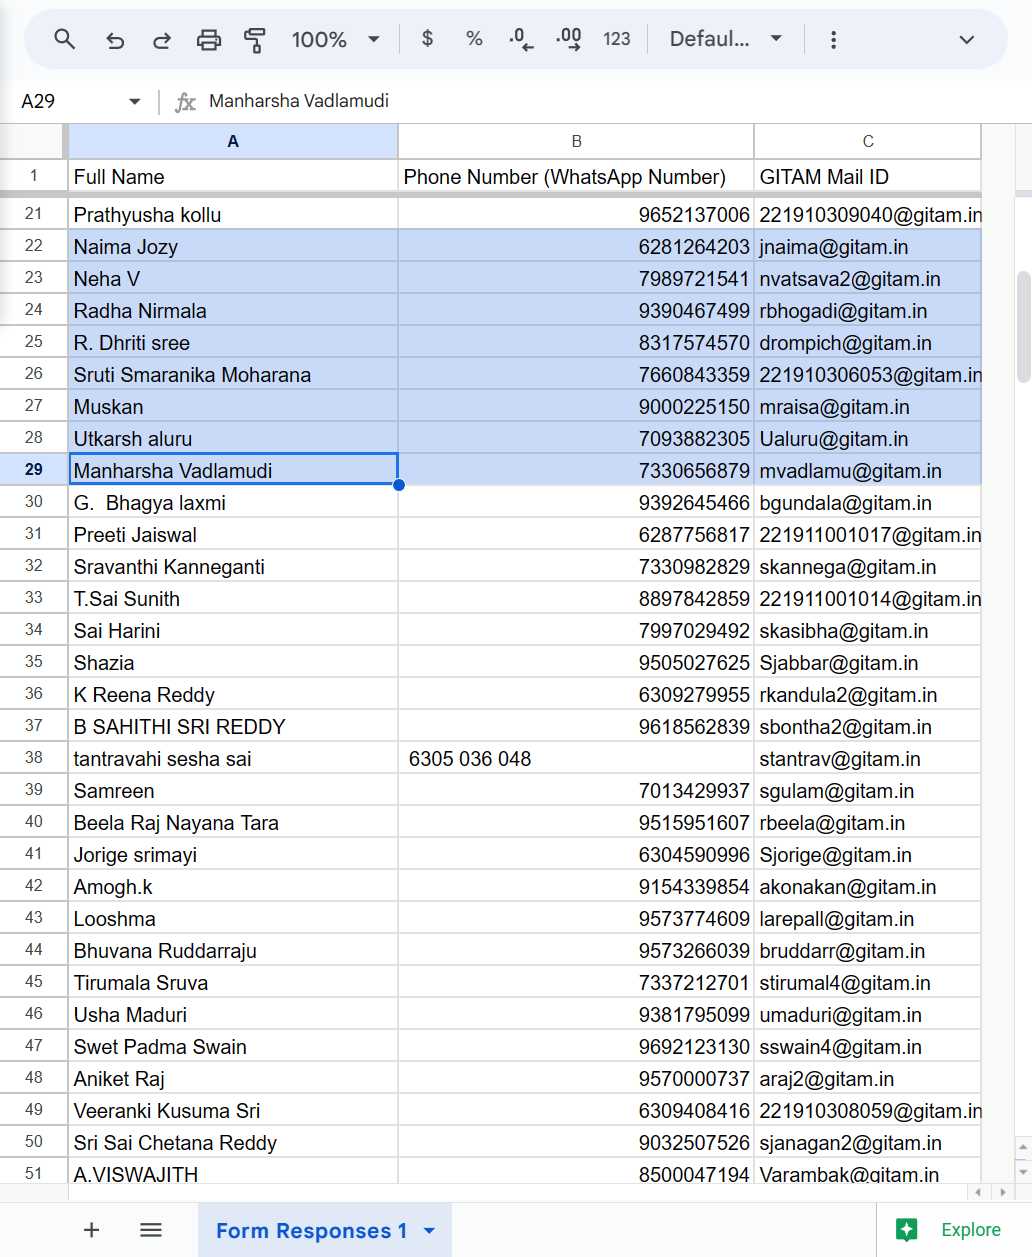 100% $ % .0 .00 123 Defaul...
A29 fx Manharsha Vadlamudi
A B C
1 Full Name Phone Number (WhatsApp Number) GITAM Mail ID
21 Prathyusha kollu 9652137006 221910309040@gitam.in
22 Naima Jozy 6281264203 jnaima@gitam.in
23 Neha V 7989721541 nvatsava2@gitam.in
24 Radha Nirmala 9390467499 rbhogadi@gitam.in
25 R. Dhriti sree 8317574570 drompich@gitam.in
26 Sruti Smaranika Moharana 7660843359 221910306053@gitam.in
27 Muskan 9000225150 mraisa@gitam.in
28 Utkarsh aluru 7093882305 Ualuru@gitam.in
29 Manharsha Vadlamudi 7330656879 mvadlamu@gitam.in
30 G.  Bhagya laxmi 9392645466 bgundala@gitam.in
31 Preeti Jaiswal 6287756817 221911001017@gitam.in
32 Sravanthi Kanneganti 7330982829 skannega@gitam.in
33 T.Sai Sunith 8897842859 221911001014@gitam.in
34 Sai Harini 7997029492 skasibha@gitam.in
35 Shazia 9505027625 Sjabbar@gitam.in
36 K Reena Reddy 6309279955 rkandula2@gitam.in
37 B SAHITHI SRI REDDY 9618562839 sbontha2@gitam.in
38 tantravahi sesha sai 6305 036 048 stantrav@gitam.in
39 Samreen 7013429937 sgulam@gitam.in
40 Beela Raj Nayana Tara 9515951607 rbeela@gitam.in
41 Jorige srimayi 6304590996 Sjorige@gitam.in
42 Amogh.k 9154339854 akonakan@gitam.in
43 Looshma 9573774609 larepall@gitam.in
44 Bhuvana Ruddarraju 9573266039 bruddarr@gitam.in
45 Tirumala Sruva 7337212701 stirumal4@gitam.in
46 Usha Maduri 9381795099 umaduri@gitam.in
47 Swet Padma Swain 9692123130 sswain4@gitam.in
48 Aniket Raj 9570000737 araj2@gitam.in
49 Veeranki Kusuma Sri 6309408416 221910308059@gitam.in
50 Sri Sai Chetana Reddy 9032507526 sjanagan2@gitam.in
51 A.VISWAJITH 8500047194 Varambak@gitam.in
Form Responses 1 Explore